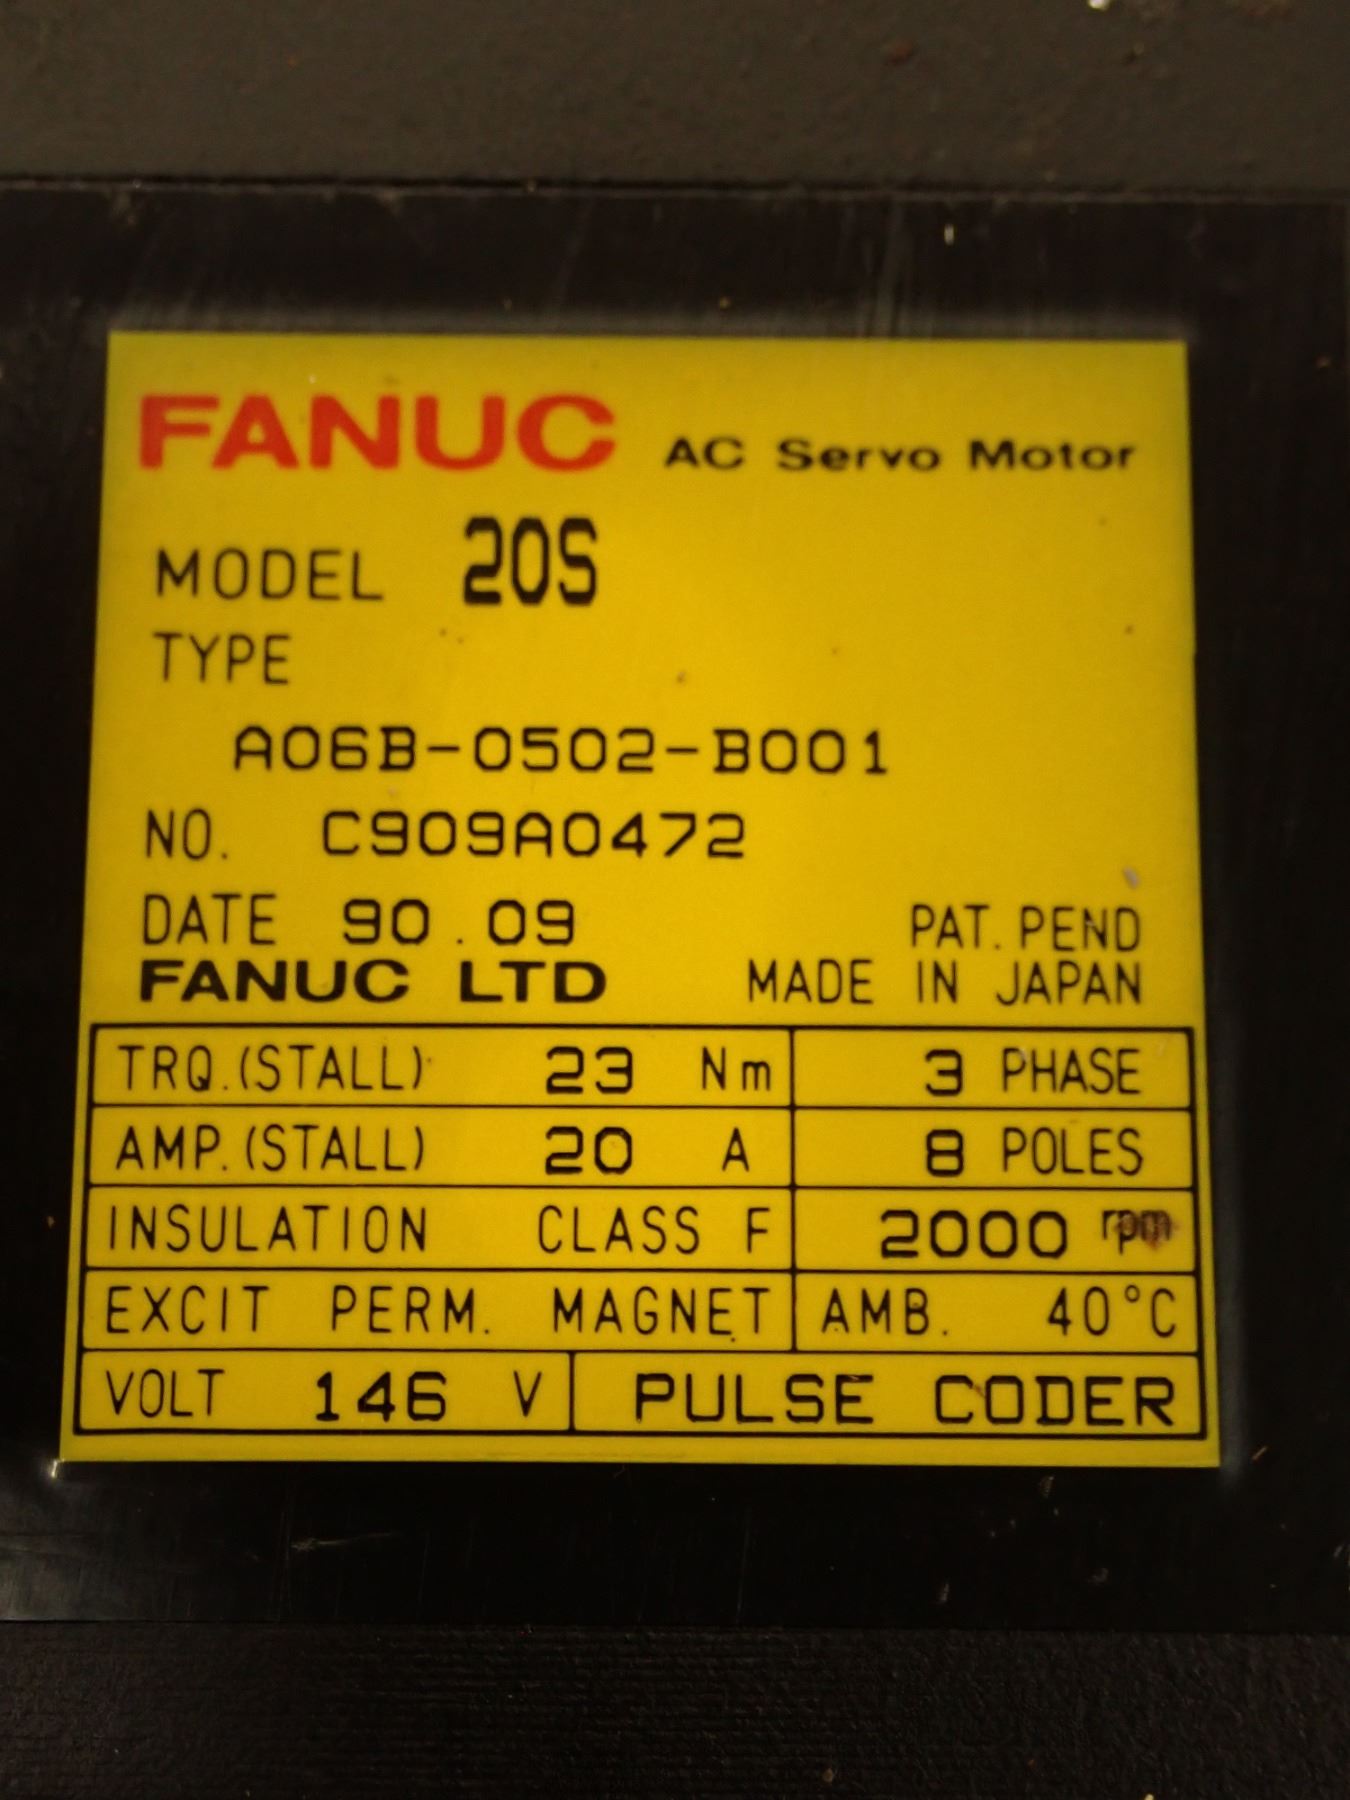 FANUC AC Servo Motor
MODEL 20S
TYPE
A06B-0502-B001
NO. C909A0472
DATE 90.09 PAT. PEND
FANUC LTD MADE IN JAPAN
TRQ.(STALL) 23 Nm 3 PHASE
AMP.(STALL) 20 A 8 POLES
INSULATION CLASS F 2000 rpm
EXCIT PERM. MAGNET AMB. 40°C
VOLT 146 V PULSE CODER